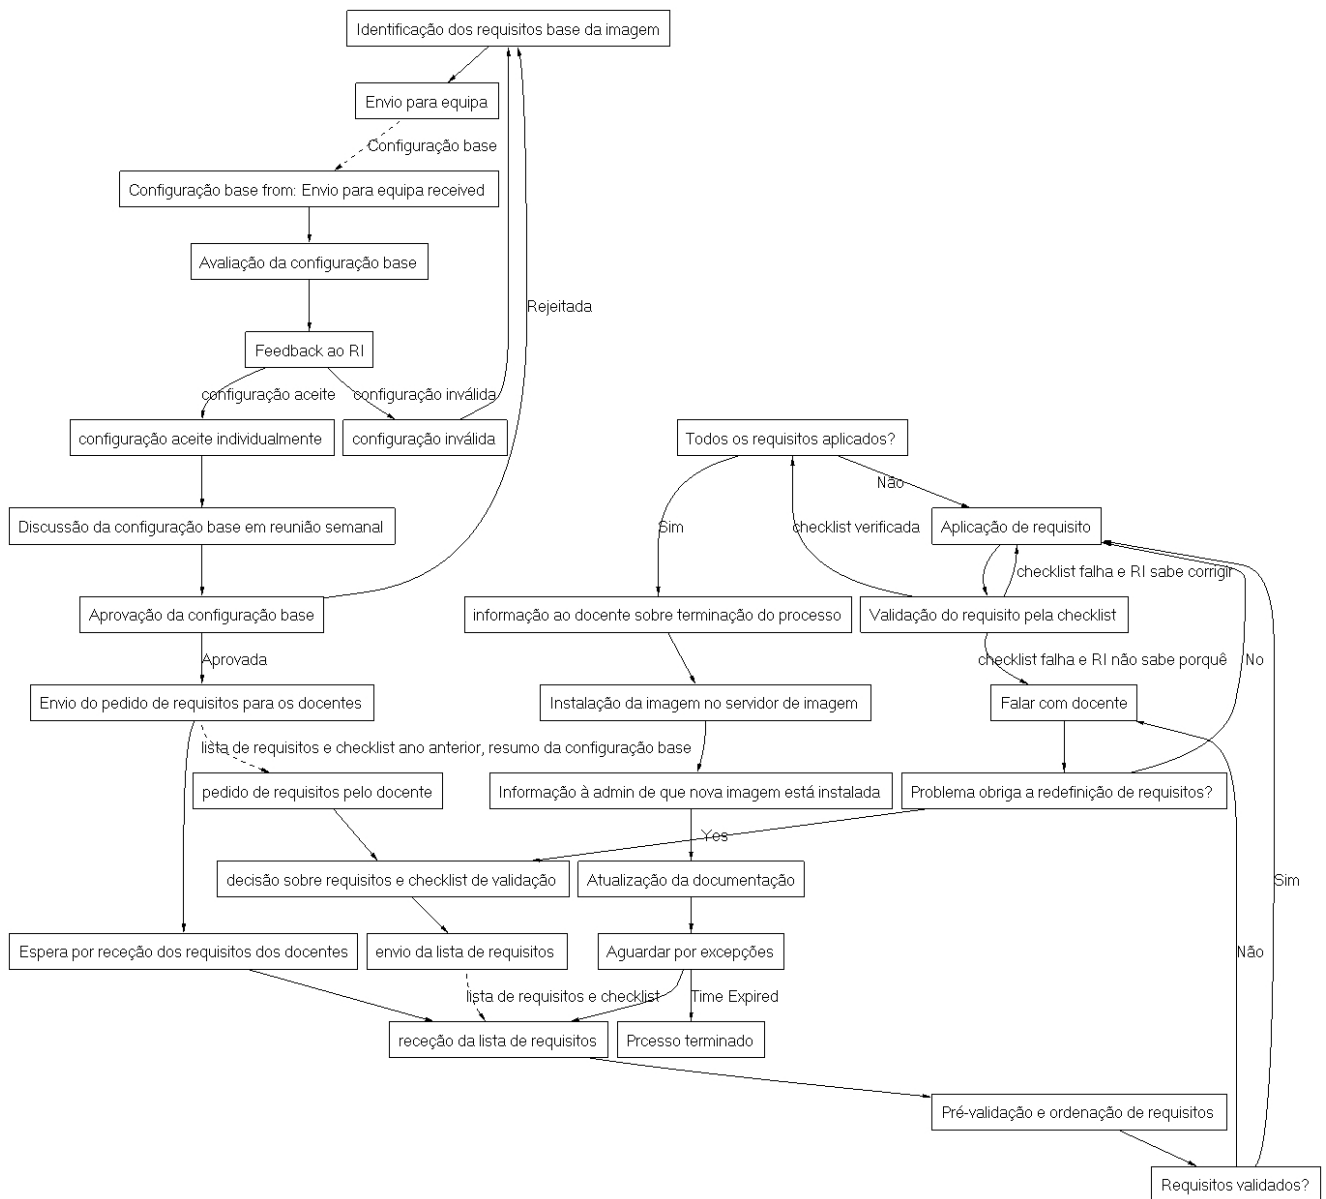 Identificação dos requisitos base da imagem
Envio para equipa
Configuração base
Configuração base from: Envio para equipa received
Avaliação da configuração base
Rejeitada
Feedback ao RI
configuração aceite
configuração inválida
configuração aceite individualmente
configuração inválida
Todos os requisitos aplicados?
Não
Discussão da configuração base em reunião semanal
Sim
checklist verificada
Aplicação de requisito
checklist falha e RI sabe corrigir
Aprovação da configuração base
informação ao docente sobre terminação do processo
Validação do requisito pela checklist
Aprovada
checklist falha e RI não sabe porquê
No
Envio do pedido de requisitos para os docentes
Instalação da imagem no servidor de imagem
Falar com docente
lista de requisitos e checklist ano anterior, resumo da configuração base
pedido de requisitos pelo docente
Informação à admin de que nova imagem está instalada
Problema obriga a redefinição de requisitos?
Yes
decisão sobre requisitos e checklist de validação
Atualização da documentação
Sim
Espera por receção dos requisitos dos docentes
envio da lista de requisitos
Aguardar por excepções
Não
lista de requisitos e checklist
Time Expired
receção da lista de requisitos
Prcesso terminado
Pré-validação e ordenação de requisitos
Requisitos validados?